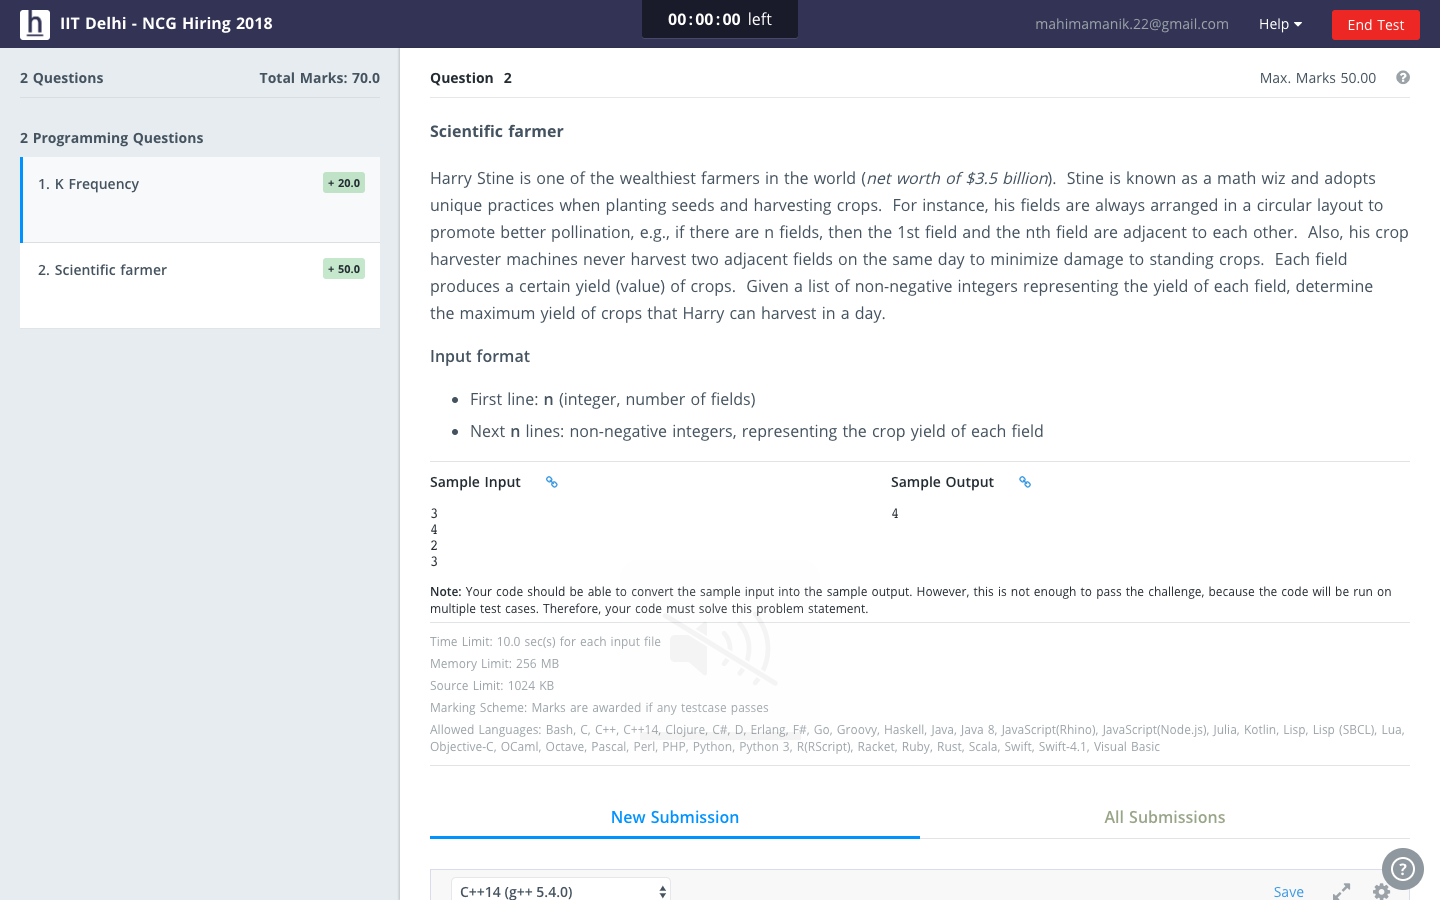 h IIT Delhi - NCG Hiring 2018
00:00:00 left
mahimamanik.22@gmail.com
Help
End Test
2 Questions
Total Marks: 70.0
2 Programming Questions
1. K Frequency
+ 20.0
2. Scientific farmer
+ 50.0
Question 2
Max. Marks 50.00
?
Scientific farmer
Harry Stine is one of the wealthiest farmers in the world (net worth of $3.5 billion). Stine is known as a math wiz and adopts
unique practices when planting seeds and harvesting crops. For instance, his fields are always arranged in a circular layout to
promote better pollination, e.g., if there are n fields, then the 1st field and the nth field are adjacent to each other. Also, his crop
harvester machines never harvest two adjacent fields on the same day to minimize damage to standing crops. Each field
produces a certain yield (value) of crops. Given a list of non-negative integers representing the yield of each field, determine
the maximum yield of crops that Harry can harvest in a day.
Input format
• First line: n (integer, number of fields)
• Next n lines: non-negative integers, representing the crop yield of each field
Sample Input
3
4
2
3
Sample Output
4
Note: Your code should be able to convert the sample input into the sample output. However, this is not enough to pass the challenge, because the code will be run on
multiple test cases. Therefore, your code must solve this problem statement.
Time Limit: 10.0 sec(s) for each input file
Memory Limit: 256 MB
Source Limit: 1024 KB
Marking Scheme: Marks are awarded if any testcase passes
Allowed Languages: Bash, C, C++, C++14, Clojure, C#, D, Erlang, F#, Go, Groovy, Haskell, Java, Java 8, JavaScript(Rhino), JavaScript(Node.js), Julia, Kotlin, Lisp, Lisp (SBCL), Lua,
Objective-C, OCaml, Octave, Pascal, Perl, PHP, Python, Python 3, R(RScript), Racket, Ruby, Rust, Scala, Swift, Swift-4.1, Visual Basic
New Submission
All Submissions
C++14 (g++ 5.4.0)
Save
?